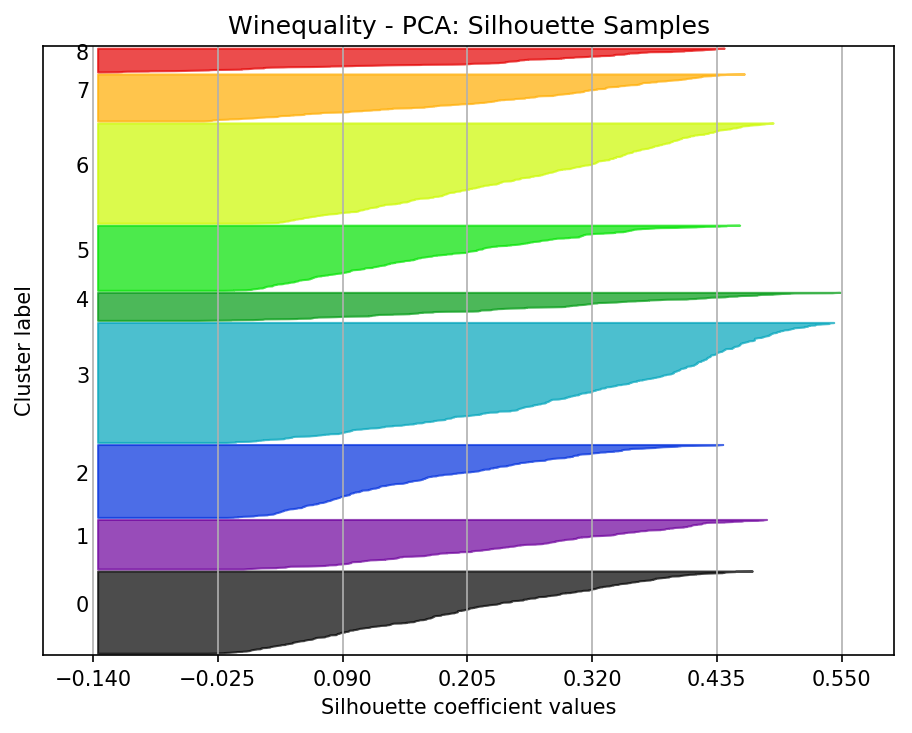 Winequality - PCA: Silhouette Samples
8
7
6
5
4
3
2
1
0
Cluster label
−0.140 −0.025 0.090 0.205 0.320 0.435 0.550
Silhouette coefficient values